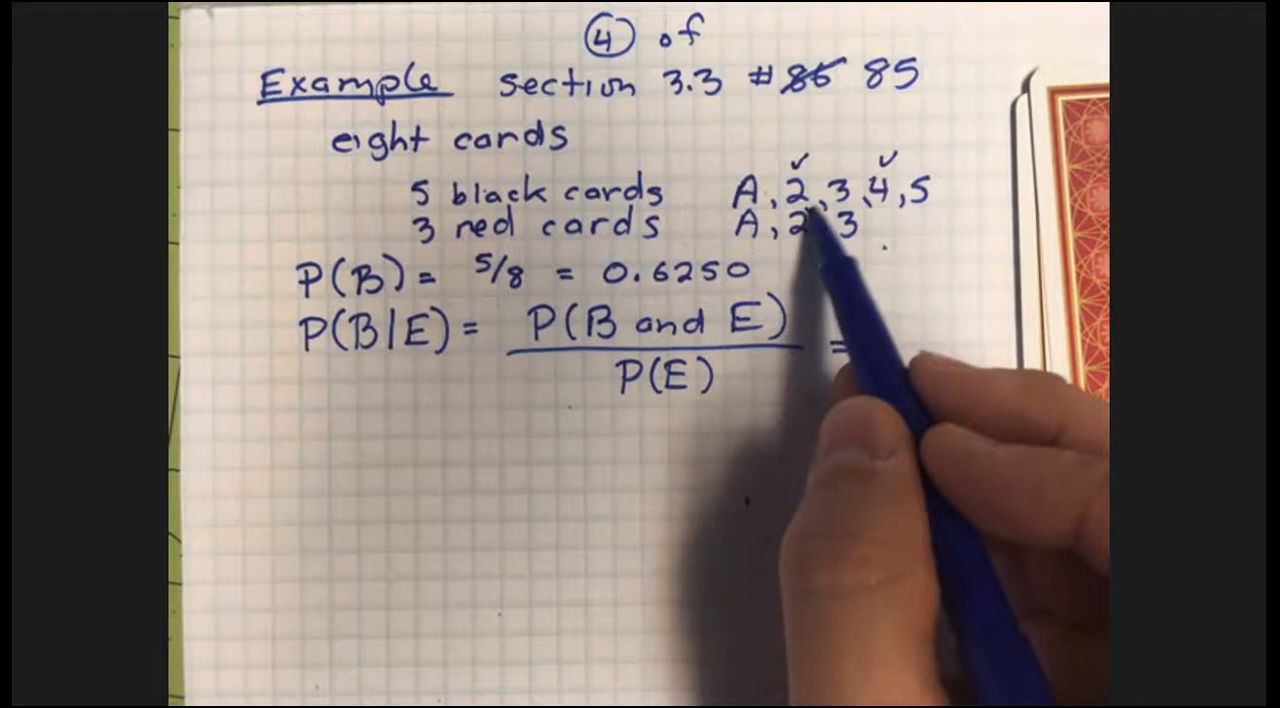 ④ of
Example section 3.3 # 86 85
eight cards
5 black cards A, 2, 3, 4, 5
3 red cards A, 2 3
P(B) = 5/8 = 0.6250
P(B|E) = P(B and E) =
P(E)